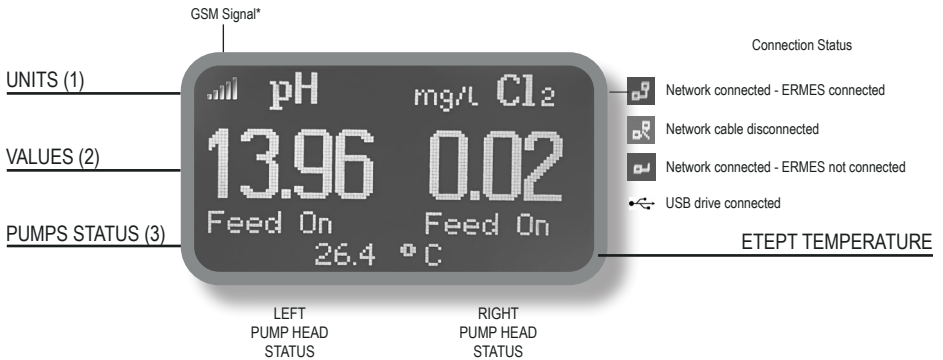 GSM Signal*
Connection Status
UNITS (1)
pH
mg/L Cl2
Network connected - ERMES connected
Network cable disconnected
VALUES (2)
13.96
0.02
Network connected - ERMES not connected
USB drive connected
Feed On
Feed On
PUMPS STATUS (3)
ETEPT TEMPERATURE
26.4 °C
LEFT
PUMP HEAD
STATUS
RIGHT
PUMP HEAD
STATUS